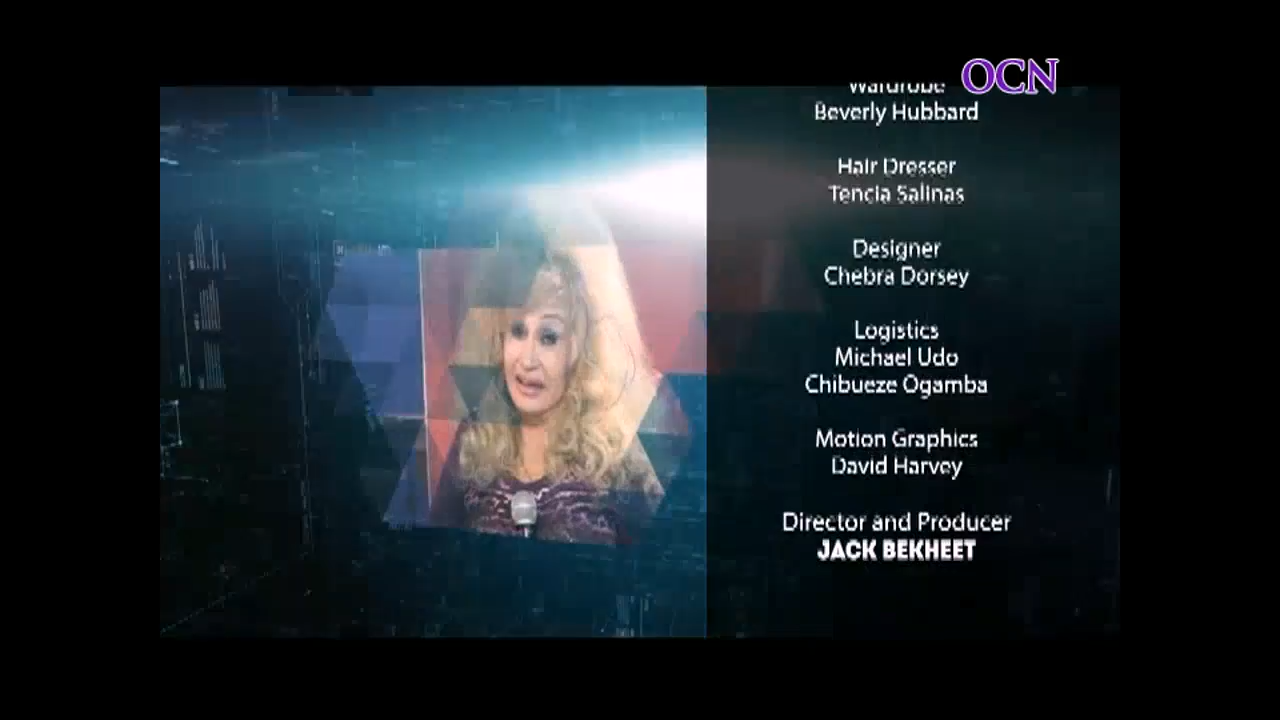 OCN
Wardrobe
Beverly Hubbard
Hair Dresser
Tencia Salinas
Designer
Chebra Dorsey
Logistics
Michael Udo
Chibueze Ogamba
Motion Graphics
David Harvey
Director and Producer
JACK BEKHEET